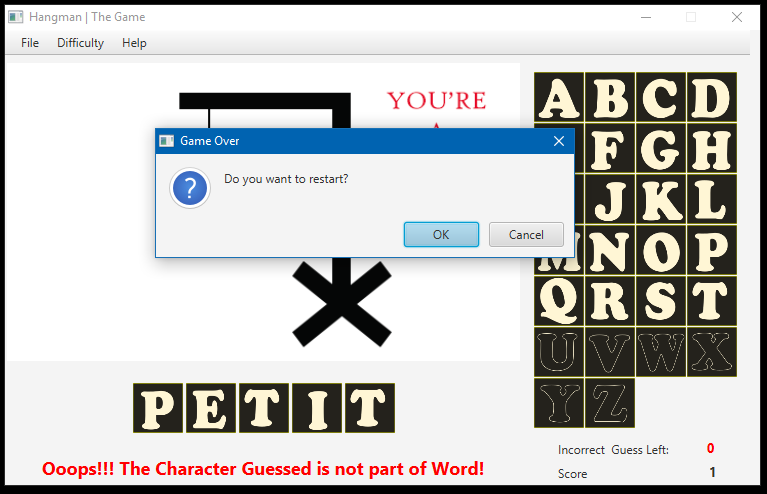 Hangman | The Game
File Difficulty Help
YOU'RE
Game Over
Do you want to restart?
OK Cancel
A B C D
F G H
J K L
M N O P
Q R S T
U V W X
Y Z
P E T I T
Ooops!!! The Character Guessed is not part of Word!
Incorrect Guess Left: 0
Score 1